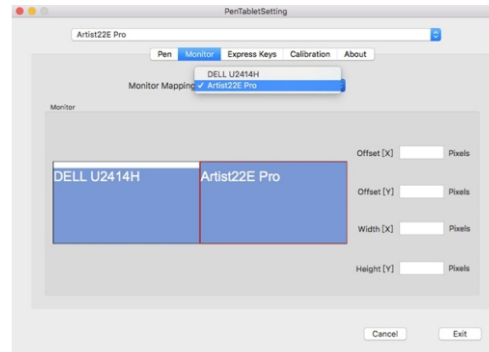 PenTabletSetting
Artist22E Pro
Pen Monitor Express Keys Calibration About
DELL U2414H
Monitor Mapping ✓ Artist22E Pro
Monitor
Offset [X] Pixels
DELL U2414H Artist22E Pro
Offset [Y] Pixels
Width [X] Pixels
Height [Y] Pixels
Cancel Exit